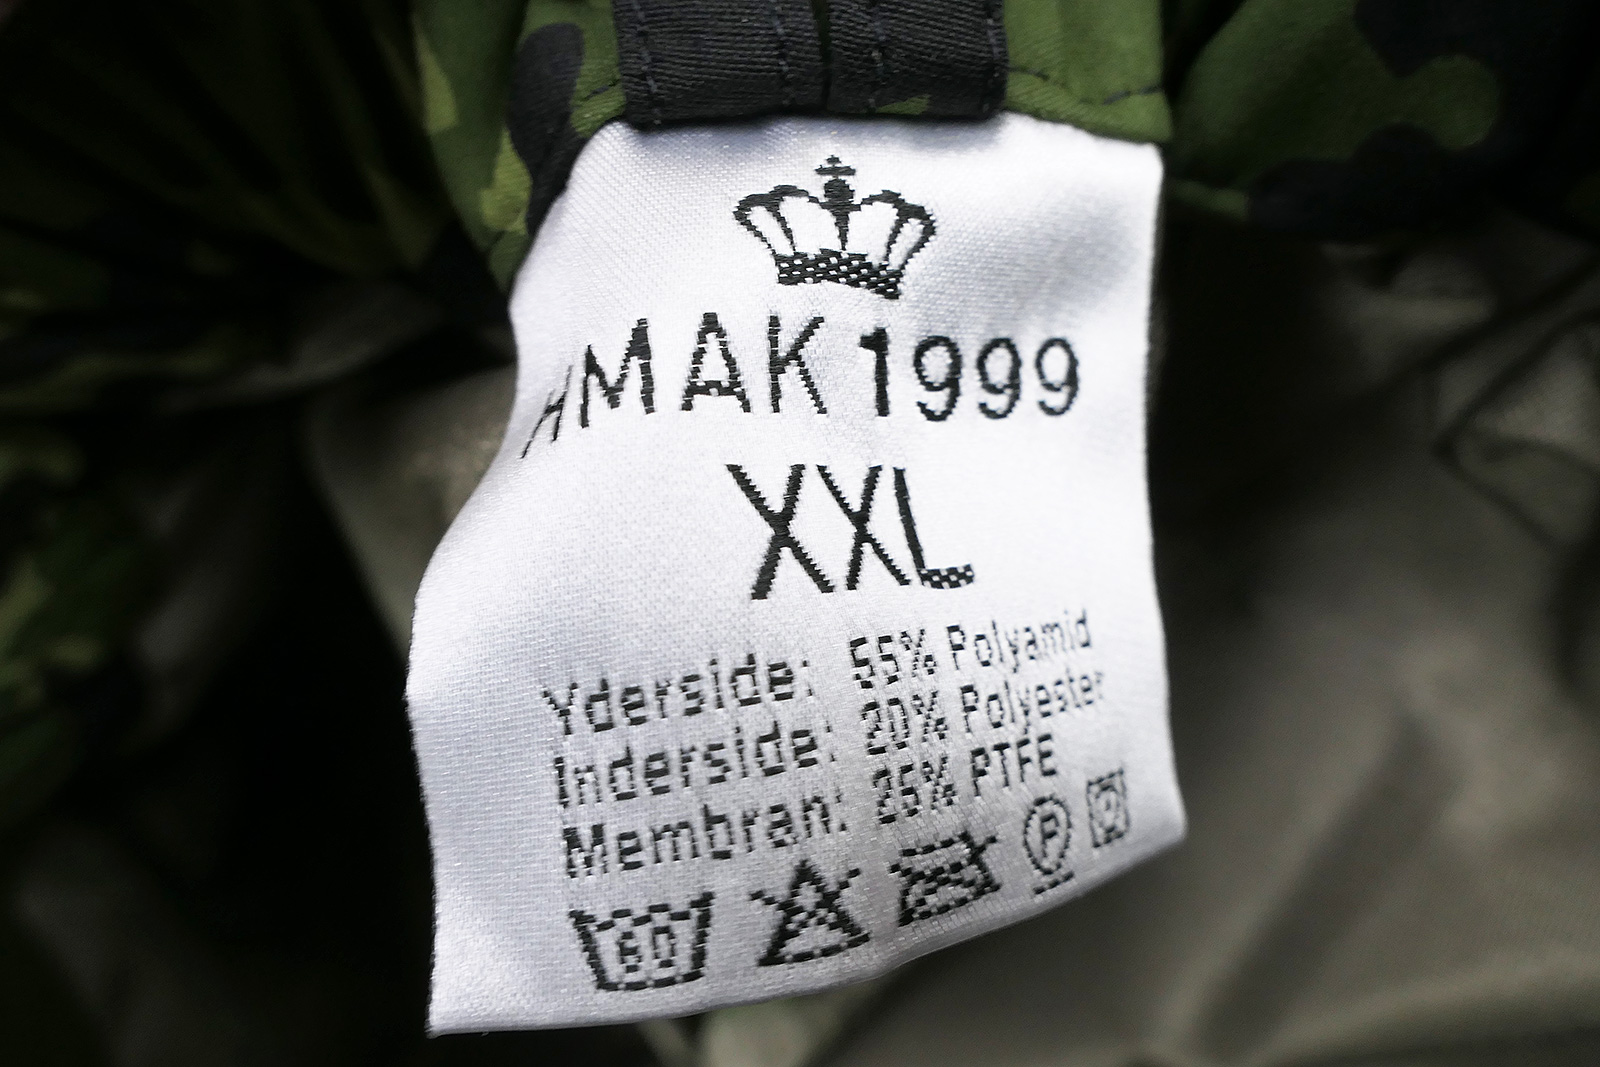 HMAK 1999
XXL
Yderside: 55% Polyamid
Inderside: 20% Polyester
Membran: 25% PTFE
60 P